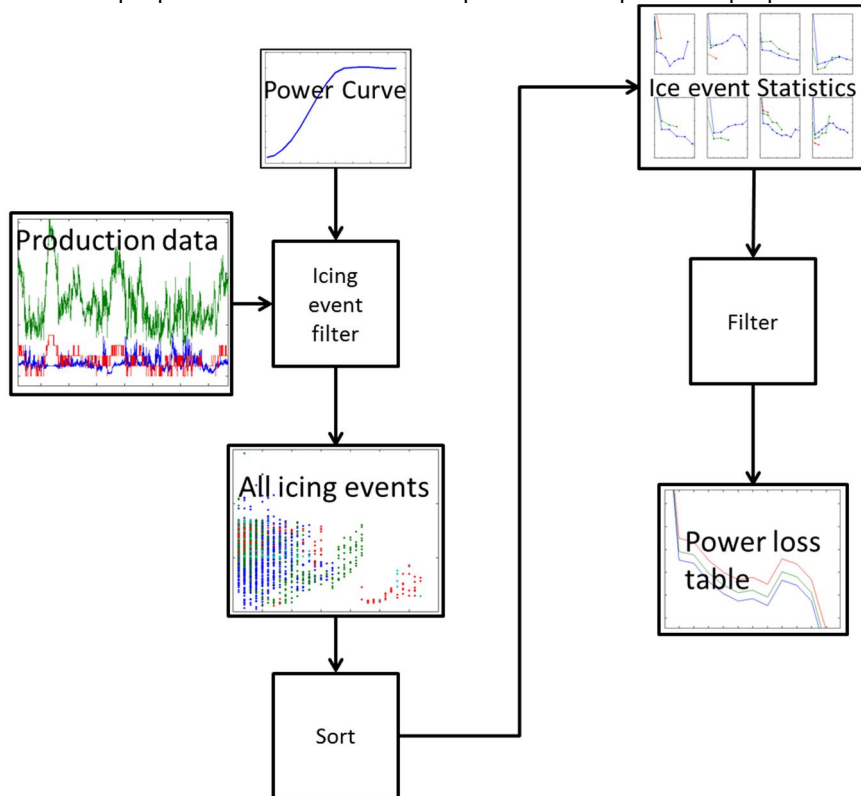 Power Curve
Production data
Icing
event
filter
All icing events
Sort
Ice event Statistics
Filter
Power loss
table